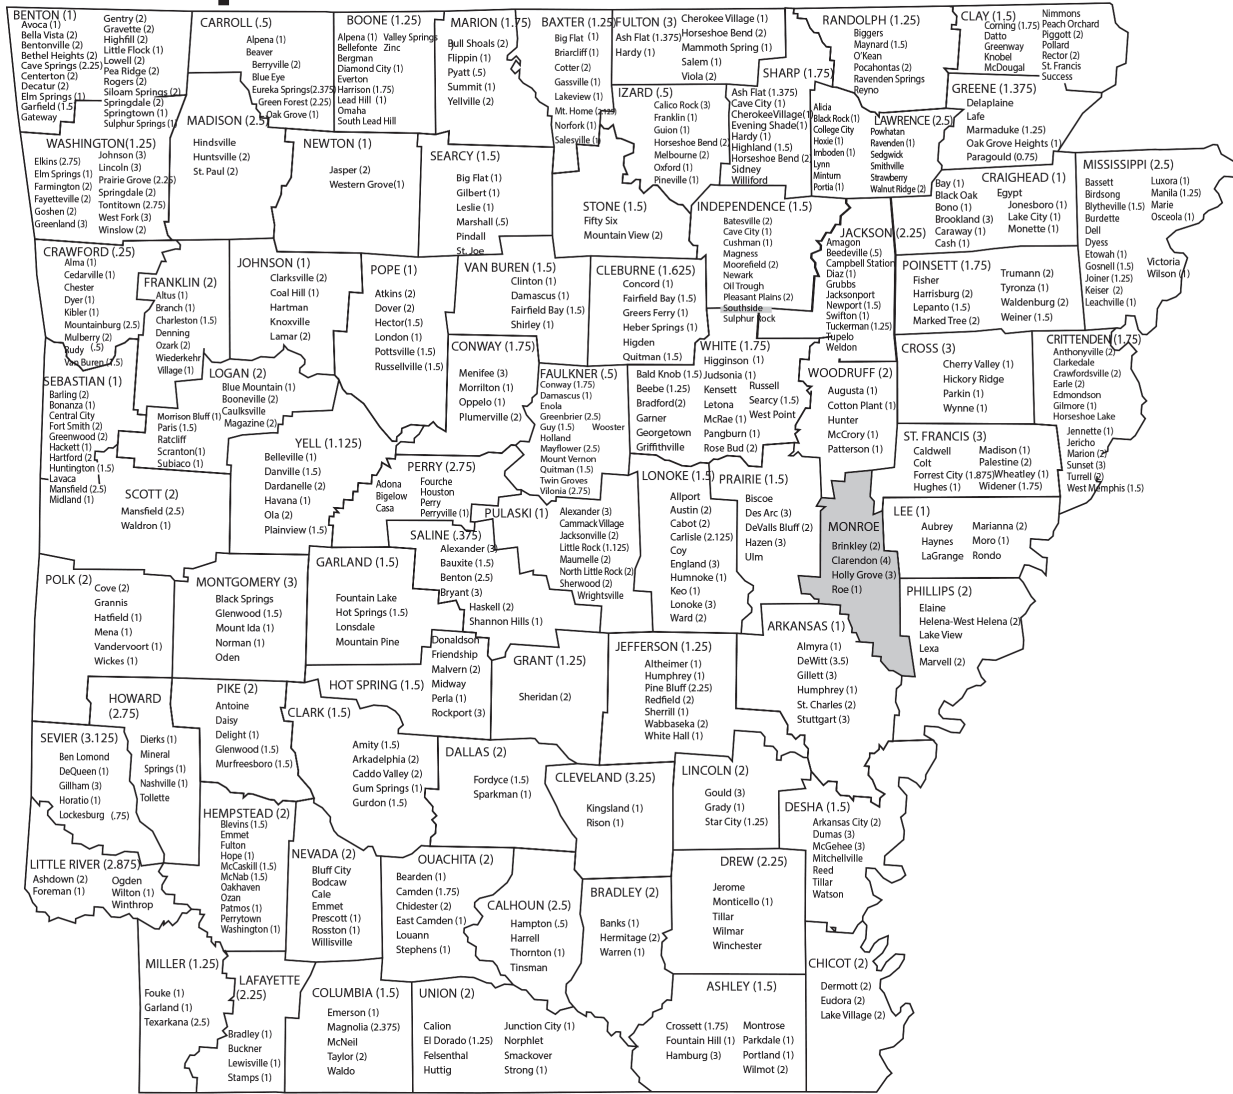 BENTON (1)
Avoca (1)
Bella Vista (2)
Bentonville (2)
Bethel Heights (2)
Cave Springs (2.25)
Centerton (2)
Decatur (2)
Elm Springs (1)
Garfield (1.5
Gateway
Gentry (2)
Gravette (2)
Highfill (2)
Little Flock (1)
Lowell (2)
Pea Ridge (2)
Rogers (2)
Siloam Springs (2)
Springdale (2)
Springtown (1)
Sulphur Springs (1)
CARROLL (.5)
Alpena (1)
Beaver
Berryville (2)
Blue Eye
Eureka Springs(2.375)
Green Forest (2.25)
Oak Grove (1)
BOONE (1.25)
Alpena (1) Valley Springs
Bellefonte Zinc
Bergman
Diamond City (1)
Everton
Harrison (1.75)
Lead Hill (1)
Omaha
South Lead Hill
MARION (1.75)
Bull Shoals (2)
Flippin (1)
Pyatt (.5)
Summit (1)
Yellville (2)
BAXTER (1.25)
Big Flat (1)
Briarcliff (1)
Cotter (2)
Gassville (1)
Lakeview (1)
Mt. Home (2.125)
Norfork (1)
Salesville (1)
FULTON (3)
Ash Flat (1.375)
Hardy (1)
Cherokee Village (1)
Horseshoe Bend (2)
Mammoth Spring (1)
Salem (1)
Viola (2)
RANDOLPH (1.25)
Biggers
Maynard (1.5)
O'Kean
Pocahontas (2)
Ravenden Springs
Reyno
CLAY (1.5)
Corning (1.75)
Datto
Greenway
Knobel
McDougal
Nimmons
Peach Orchard
Piggott (2)
Pollard
Rector (2)
St. Francis
Success
SHARP (1.75)
Ash Flat (1.375)
Cave City (1)
CherokeeVillage(1)
Evening Shade(1)
Hardy (1)
Highland (1.5)
Horseshoe Bend (2)
Sidney
Williford
IZARD (.5)
Calico Rock (3)
Franklin (1)
Guion (1)
Horseshoe Bend (2)
Melbourne (2)
Oxford (1)
Pineville (1)
GREENE (1.375)
Delaplaine
Lafe
Marmaduke (1.25)
Oak Grove Heights (1)
Paragould (0.75)
LAWRENCE (2.5)
Alicia
Black Rock (1)
College City
Hoxie (1)
Imboden (1)
Lynn
Minturn
Portia (1)
Powhatan
Ravenden (1)
Sedgwick
Smithville
Strawberry
Walnut Ridge (2)
WASHINGTON(1.25)
Elkins (2.75)
Elm Springs (1)
Farmington (2)
Fayetteville (2)
Goshen (2)
Greenland (3)
Johnson (3)
Lincoln (3)
Prairie Grove (2.25)
Springdale (2)
Tontitown (2.75)
West Fork (3)
Winslow (2)
MADISON (2.5)
Hindsville
Huntsville (2)
St. Paul (2)
NEWTON (1)
Jasper (2)
Western Grove(1)
SEARCY (1.5)
Big Flat (1)
Gilbert (1)
Leslie (1)
Marshall (.5)
Pindall
St. Joe
STONE (1.5)
Fifty Six
Mountain View (2)
INDEPENDENCE (1.5)
Batesville (2)
Cave City (1)
Cushman (1)
Magness
Moorefield (2)
Newark
Oil Trough
Pleasant Plains (2)
Southside
Sulphur Rock
JACKSON (2.25)
Amagon
Beedeville (.5)
Campbell Station
Diaz (1)
Grubbs
Jacksonport
Newport (1.5)
Swifton (1)
Tuckerman (1.25)
Tupelo
Weldon
CRAIGHEAD (1)
Bay (1)
Black Oak
Bono (1)
Brookland (3)
Caraway (1)
Cash (1)
Egypt
Jonesboro (1)
Lake City (1)
Monette (1)
MISSISSIPPI (2.5)
Bassett
Birdsong
Blytheville (1.5)
Burdette
Dell
Dyess
Etowah (1)
Gosnell (1.5)
Joiner (1.25)
Keiser (2)
Leachville (1)
Luxora (1)
Manila (1.25)
Marie
Osceola (1)
Victoria
Wilson (1)
CRAWFORD (.25)
Alma (1)
Cedarville (1)
Chester
Dyer (1)
Kibler (1)
Mountainburg (2.5)
Mulberry (2)
Rudy (.5)
Van Buren (1.5)
FRANKLIN (2)
Altus (1)
Branch (1)
Charleston (1.5)
Denning
Ozark (2)
Wiederkehr
Village (1)
JOHNSON (1)
Clarksville (2)
Coal Hill (1)
Hartman
Knoxville
Lamar (2)
POPE (1)
Atkins (2)
Dover (2)
Hector(1.5)
London (1)
Pottsville (1.5)
Russellville (1.5)
VAN BUREN (1.5)
Clinton (1)
Damascus (1)
Fairfield Bay (1.5)
Shirley (1)
CLEBURNE (1.625)
Concord (1)
Fairfield Bay (1.5)
Greers Ferry (1)
Heber Springs (1)
Higden
Quitman (1.5)
POINSETT (1.75)
Fisher
Harrisburg (2)
Lepanto (1.5)
Marked Tree (2)
Trumann (2)
Tyronza (1)
Waldenburg (2)
Weiner (1.5)
CONWAY (1.75)
Menifee (3)
Morrilton (1)
Oppelo (1)
Plumerville (2)
FAULKNER (.5)
Conway (1.75)
Damascus (1)
Enola
Greenbrier (2.5)
Guy (1.5) Wooster
Holland
Mayflower (2.5)
Mount Vernon
Quitman (1.5)
Twin Groves
Vilonia (2.75)
WHITE (1.75)
Higginson (1)
Bald Knob (1.5)
Beebe (1.25)
Bradford(2)
Garner
Georgetown
Griffithville
Judsonia (1)
Kensett
Letona
McRae (1)
Pangburn (1)
Rose Bud (2)
Russell
Searcy (1.5)
West Point
WOODRUFF (2)
Augusta (1)
Cotton Plant (1)
Hunter
McCrory (1)
Patterson (1)
CROSS (3)
Cherry Valley (1)
Hickory Ridge
Parkin (1)
Wynne (1)
CRITTENDEN (1.75)
Anthonyville (2)
Clarkedale
Crawfordsville (2)
Earle (2)
Edmondson
Gilmore (1)
Horseshoe Lake
Jennette (1)
Jericho
Marion (2)
Sunset (3)
Turrell (2)
West Memphis (1.5)
SEBASTIAN (1)
Barling (2)
Bonanza (1)
Central City
Fort Smith (2)
Greenwood (2)
Hackett (1)
Hartford (2)
Huntington (1.5)
Lavaca
Mansfield (2.5)
Midland (1)
LOGAN (2)
Blue Mountain (1)
Booneville (2)
Caulksville
Magazine (2)
Morrison Bluff (1)
Paris (1.5)
Ratcliff
Scranton(1)
Subiaco (1)
YELL (1.125)
Belleville (1)
Danville (1.5)
Dardanelle (2)
Havana (1)
Ola (2)
Plainview (1.5)
PERRY (2.75)
Adona
Bigelow
Casa
Fourche
Houston
Perry
Perryville (1)
SCOTT (2)
Mansfield (2.5)
Waldron (1)
PULASKI (1)
Alexander (3)
Cammack Village
Jacksonville (2)
Little Rock (1.125)
Maumelle (2)
North Little Rock (2)
Sherwood (2)
Wrightsville
LONOKE (1.5)
Allport
Austin (2)
Cabot (2)
Carlisle (2.125)
Coy
England (3)
Humnoke (1)
Keo (1)
Lonoke (3)
Ward (2)
PRAIRIE (1.5)
Biscoe
Des Arc (3)
DeValls Bluff (2)
Hazen (3)
Ulm
MONROE
Brinkley (2)
Clarendon (4)
Holly Grove (3)
Roe (1)
ST. FRANCIS (3)
Caldwell
Colt
Forrest City (1.875)
Hughes (1)
Madison (1)
Palestine (2)
Wheatley (1)
Widener (1.75)
LEE (1)
Aubrey
Haynes
LaGrange
Marianna (2)
Moro (1)
Rondo
SALINE (.375)
Alexander (3)
Bauxite (1.5)
Benton (2.5)
Bryant (3)
Haskell (2)
Shannon Hills (1)
GARLAND (1.5)
Fountain Lake
Hot Springs (1.5)
Lonsdale
Mountain Pine
POLK (2)
Cove (2)
Grannis
Hatfield (1)
Mena (1)
Vandervoort (1)
Wickes (1)
MONTGOMERY (3)
Black Springs
Glenwood (1.5)
Mount Ida (1)
Norman (1)
Oden
PHILLIPS (2)
Elaine
Helena-West Helena (2)
Lake View
Lexa
Marvell (2)
HOT SPRING (1.5)
Donaldson
Friendship
Malvern (2)
Midway
Perla (1)
Rockport (3)
GRANT (1.25)
Sheridan (2)
JEFFERSON (1.25)
Altheimer (1)
Humphrey (1)
Pine Bluff (2.25)
Redfield (2)
Sherrill (1)
Wabbaseka (2)
White Hall (1)
ARKANSAS (1)
Almyra (1)
DeWitt (3.5)
Gillett (3)
Humphrey (1)
St. Charles (2)
Stuttgart (3)
HOWARD
(2.75)
Dierks (1)
Mineral
Springs (1)
Nashville (1)
Tollette
PIKE (2)
Antoine
Daisy
Delight (1)
Glenwood (1.5)
Murfreesboro (1.5)
CLARK (1.5)
Amity (1.5)
Arkadelphia (2)
Caddo Valley (2)
Gum Springs (1)
Gurdon (1.5)
SEVIER (3.125)
Ben Lomond
DeQueen (1)
Gillham (3)
Horatio (1)
Lockesburg (.75)
DALLAS (2)
Fordyce (1.5)
Sparkman (1)
CLEVELAND (3.25)
Kingsland (1)
Rison (1)
LINCOLN (2)
Gould (3)
Grady (1)
Star City (1.25)
DESHA (1.5)
Arkansas City (2)
Dumas (3)
McGehee (3)
Mitchellville
Reed
Tillar
Watson
HEMPSTEAD (2)
Blevins (1.5)
Emmet
Fulton
Hope (1)
McCaskill (1.5)
McNab (1.5)
Oakhaven
Ozan
Patmos (1)
Perrytown
Washington (1)
LITTLE RIVER (2.875)
Ashdown (2)
Foreman (1)
Ogden
Wilton (1)
Winthrop
NEVADA (2)
Bluff City
Bodcaw
Cale
Emmet
Prescott (1)
Rosston (1)
Willisville
OUACHITA (2)
Bearden (1)
Camden (1.75)
Chidester (2)
East Camden (1)
Louann
Stephens (1)
CALHOUN (2.5)
Hampton (.5)
Harrell
Thornton (1)
Tinsman
BRADLEY (2)
Banks (1)
Hermitage (2)
Warren (1)
DREW (2.25)
Jerome
Monticello (1)
Tillar
Wilmar
Winchester
MILLER (1.25)
Fouke (1)
Garland (1)
Texarkana (2.5)
LAFAYETTE
(2.25)
Bradley (1)
Buckner
Lewisville (1)
Stamps (1)
COLUMBIA (1.5)
Emerson (1)
Magnolia (2.375)
McNeil
Taylor (2)
Waldo
UNION (2)
Calion
El Dorado (1.25)
Felsenthal
Huttig
Junction City (1)
Norphlet
Smackover
Strong (1)
ASHLEY (1.5)
Crossett (1.75)
Fountain Hill (1)
Hamburg (3)
Montrose
Parkdale (1)
Portland (1)
Wilmot (2)
CHICOT (2)
Dermott (2)
Eudora (2)
Lake Village (2)